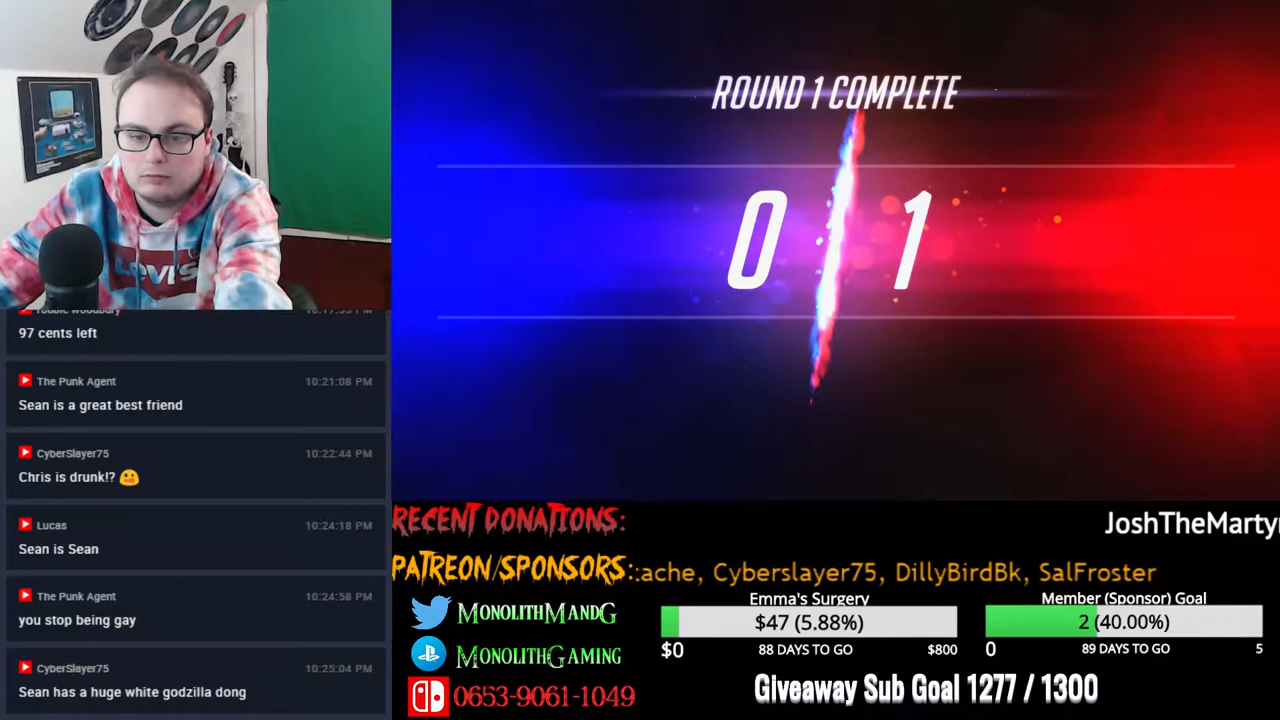 ROUND 1 COMPLETE
0 1
Levi's
97 cents left
The Punk Agent 10:21:08 PM
Sean is a great best friend
CyberSlayer75 10:22:44 PM
Chris is drunk!?
Lucas 10:24:18 PM
Sean is Sean
The Punk Agent 10:24:58 PM
you stop being gay
CyberSlayer75 10:25:04 PM
Sean has a huge white godzilla dong
RECENT DONATIONS:
JoshTheMarty
PATREON/SPONSORS:
ache, Cyberslayer75, DillyBirdBk, SalFroster
MonolithMandG
MonolithGaming
0653-9061-1049
Emma's Surgery
$47 (5.88%)
$0 88 DAYS TO GO $800
Member (Sponsor) Goal
2 (40.00%)
0 89 DAYS TO GO 5
Giveaway Sub Goal 1277 / 1300